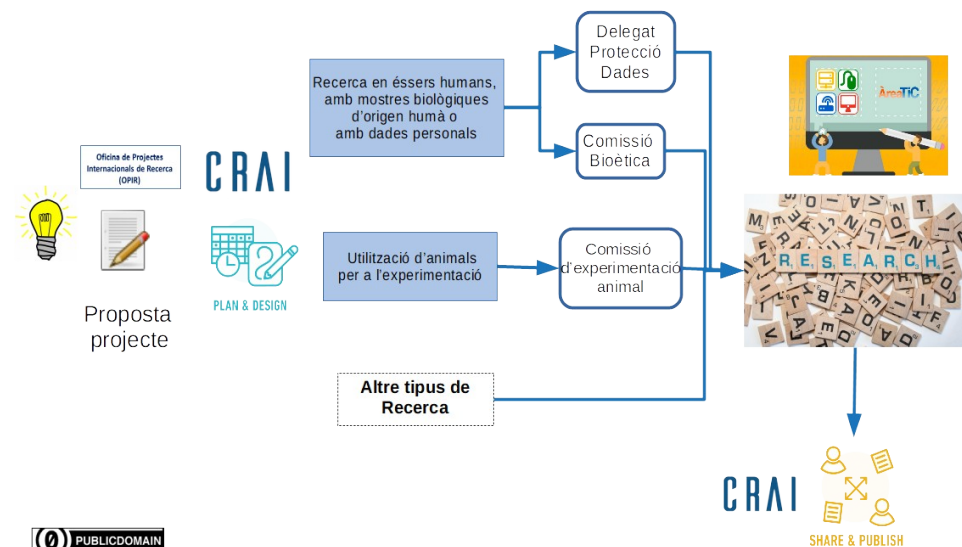 Oficina de Projectes
Internacionals de Recerca
(OPIR)
CRAI
PLAN & DESIGN
Proposta
projecte
Recerca en éssers humans,
amb mostres biològiques
d'origen humà o
amb dades personals
Utilització d'animals
per a l'experimentació
Altre tipus de
Recerca
Delegat
Protecció
Dades
Comissió
Bioètica
Comissió
d'experimentació
animal
ÀreaTIC
RESEARCH
CRAI
SHARE & PUBLISH
PUBLICDOMAIN